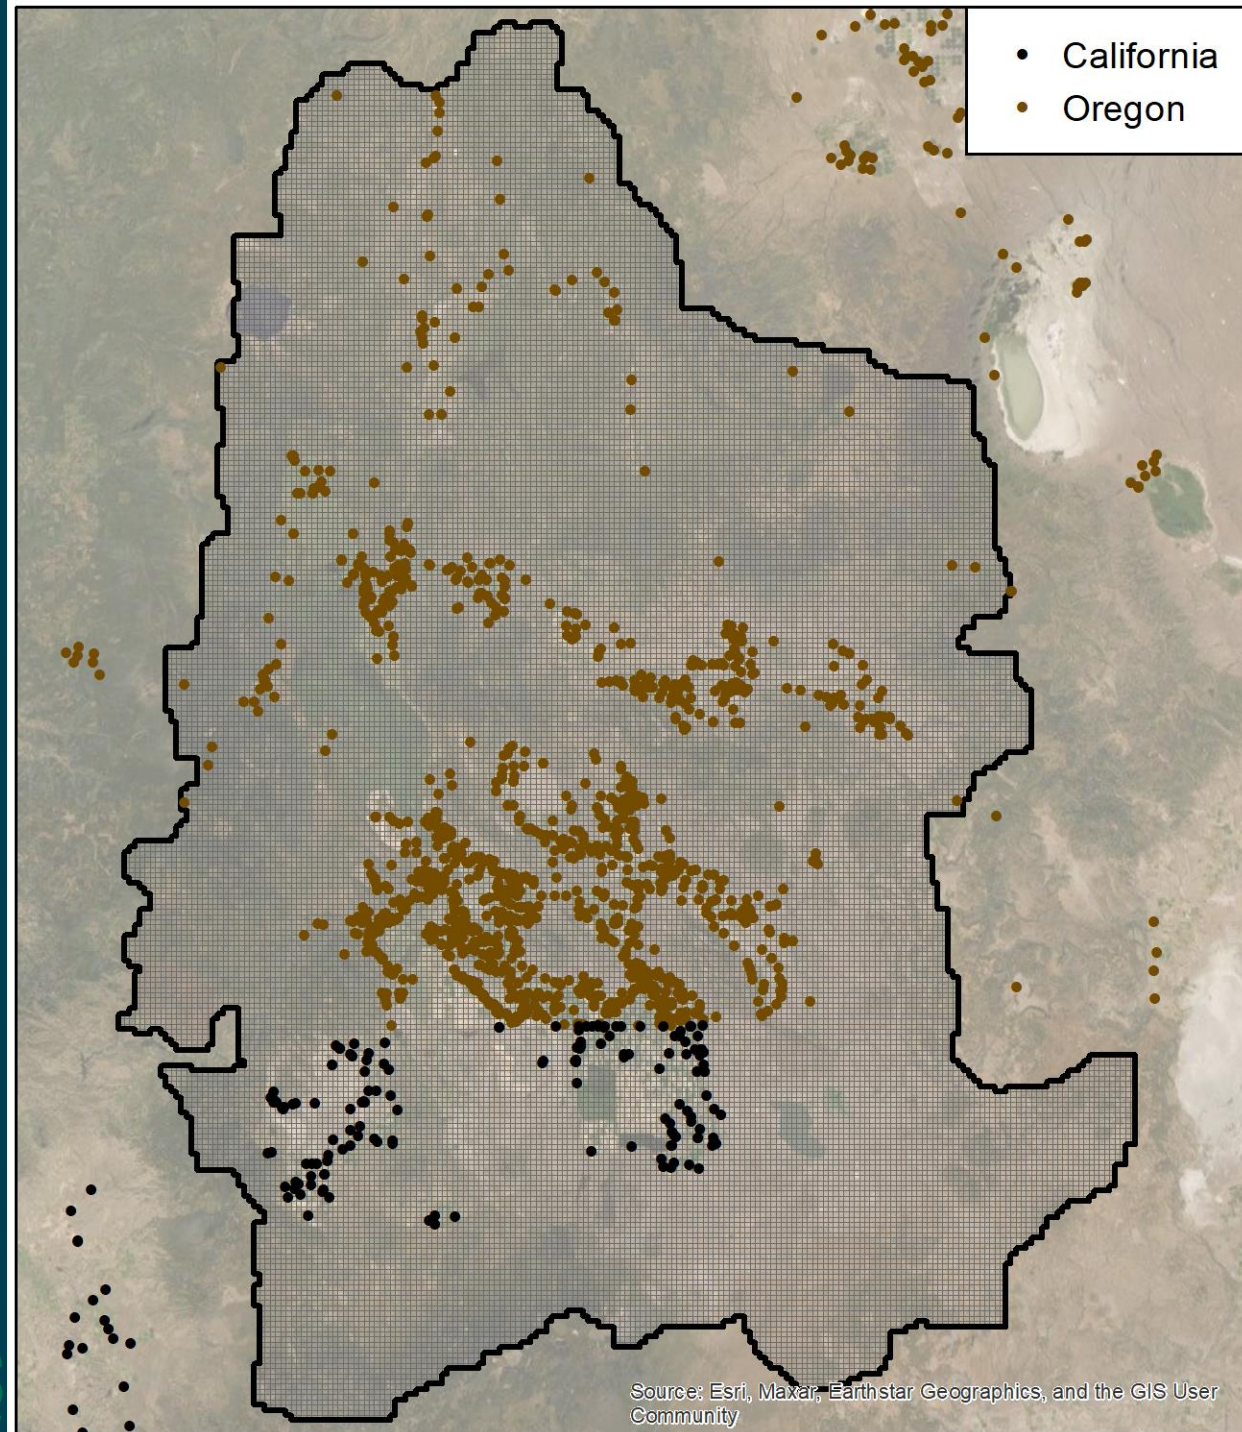 California
Oregon
Source: Esri, Maxar, Earthstar Geographics, and the GIS User
Community